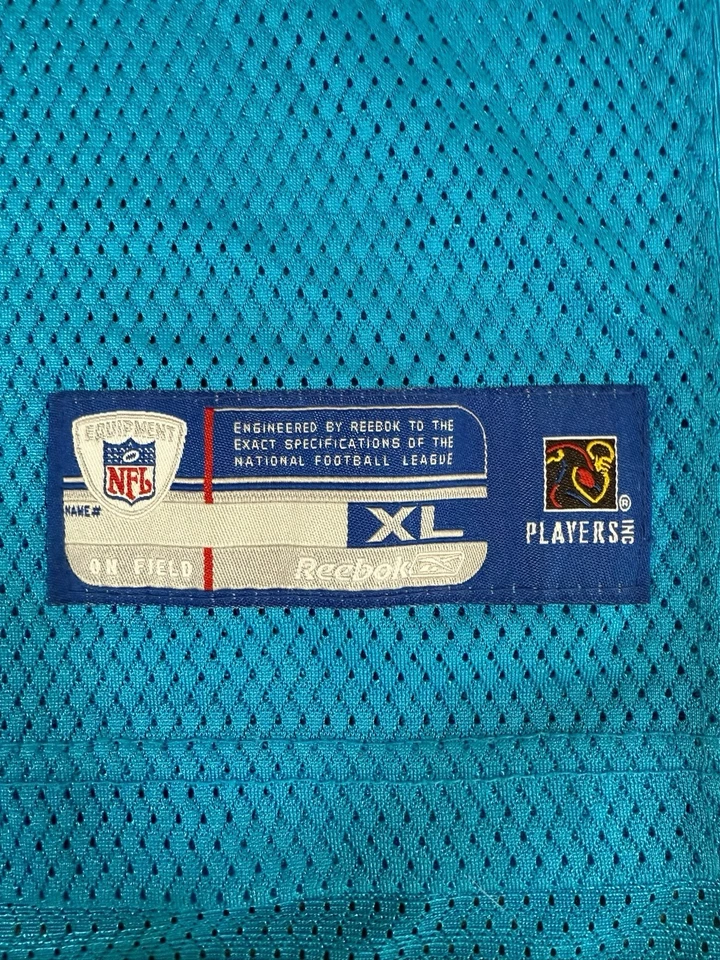 EQUIPMENT
NFL
ENGINEERED BY REEBOK TO THE
EXACT SPECIFICATIONS OF THE
NATIONAL FOOTBALL LEAGUE
NAME#
XL
ON FIELD
Reebok
®
PLAYERS INC